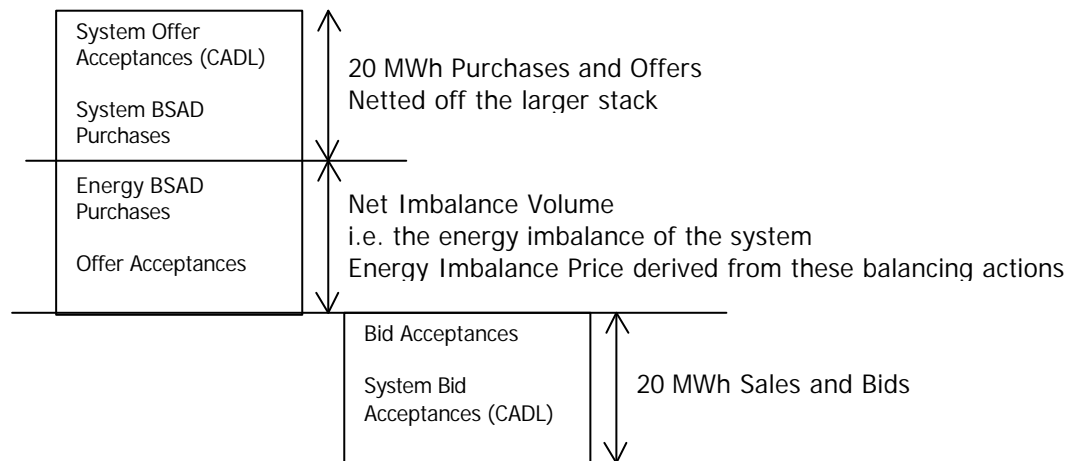 System Offer
Acceptances (CADL)
System BSAD
Purchases
20 MWh Purchases and Offers
Netted off the larger stack
Energy BSAD
Purchases
Offer Acceptances
Net Imbalance Volume
i.e. the energy imbalance of the system
Energy Imbalance Price derived from these balancing actions
Bid Acceptances
System Bid
Acceptances (CADL)
20 MWh Sales and Bids